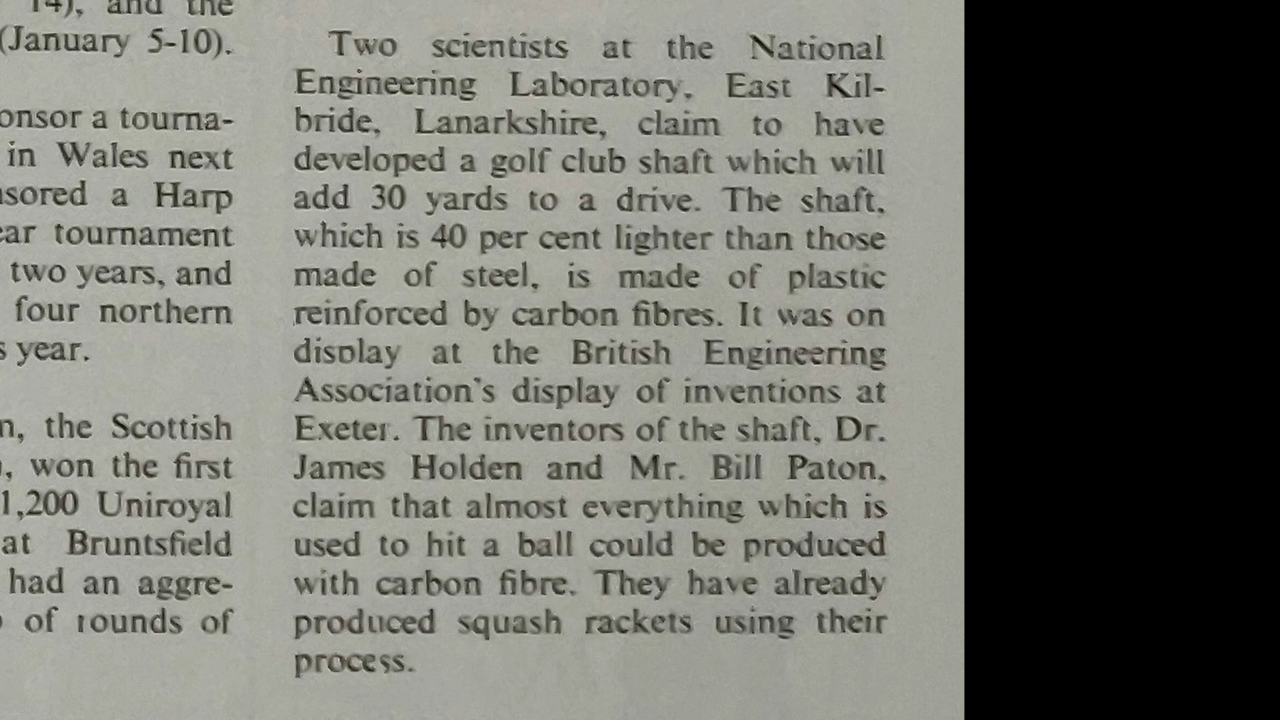 14), and the
(January 5-10).
onsor a tourna-
in Wales next
nsored a Harp
ear tournament
two years, and
four northern
s year.
n, the Scottish
), won the first
1,200 Uniroyal
at Bruntsfield
had an aggre-
of rounds of
Two scientists at the National
Engineering Laboratory, East Kil-
bride, Lanarkshire, claim to have
developed a golf club shaft which will
add 30 yards to a drive. The shaft,
which is 40 per cent lighter than those
made of steel, is made of plastic
reinforced by carbon fibres. It was on
display at the British Engineering
Association's display of inventions at
Exeter. The inventors of the shaft, Dr.
James Holden and Mr. Bill Paton,
claim that almost everything which is
used to hit a ball could be produced
with carbon fibre. They have already
produced squash rackets using their
process.